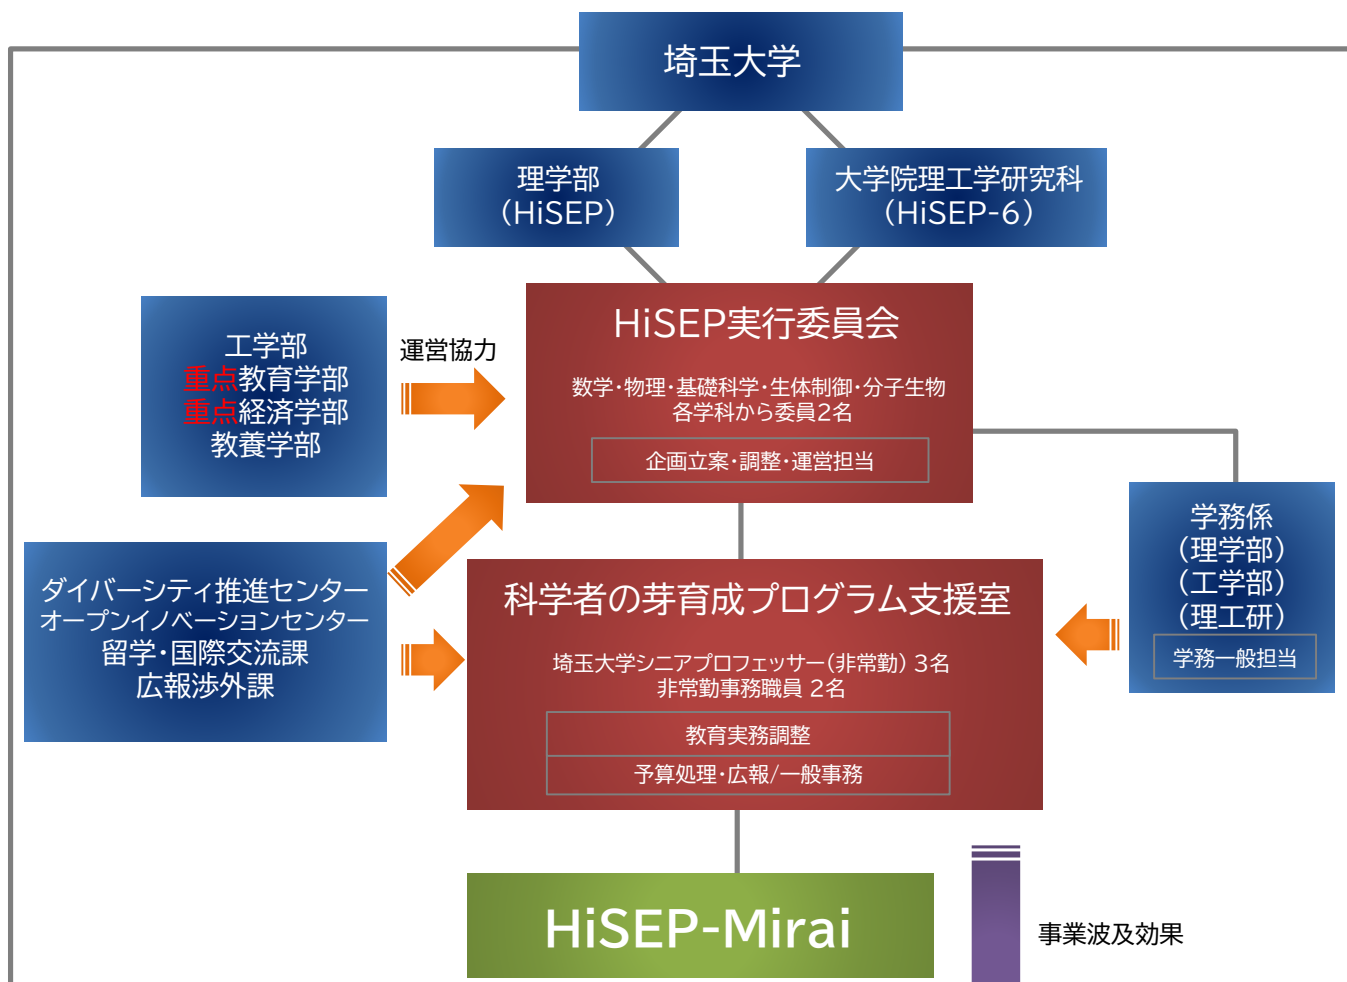 埼玉大学
理学部
（HiSEP）
大学院理工学研究科
（HiSEP-6）
HiSEP実行委員会
数学・物理・基礎科学・生体制御・分子生物
各学科から委員2名
企画立案・調整・運営担当
工学部
重点教育学部
重点経済学部
教養学部
運営協力
ダイバーシティ推進センター
オープンイノベーションセンター
留学・国際交流課
広報渉外課
科学者の芽育成プログラム支援室
埼玉大学シニアプロフェッサー（非常勤）3名
非常勤事務職員 2名
教育実務調整
予算処理・広報/一般事務
学務係
（理学部）
（工学部）
（理工研）
学務一般担当
HiSEP-Mirai
事業波及効果